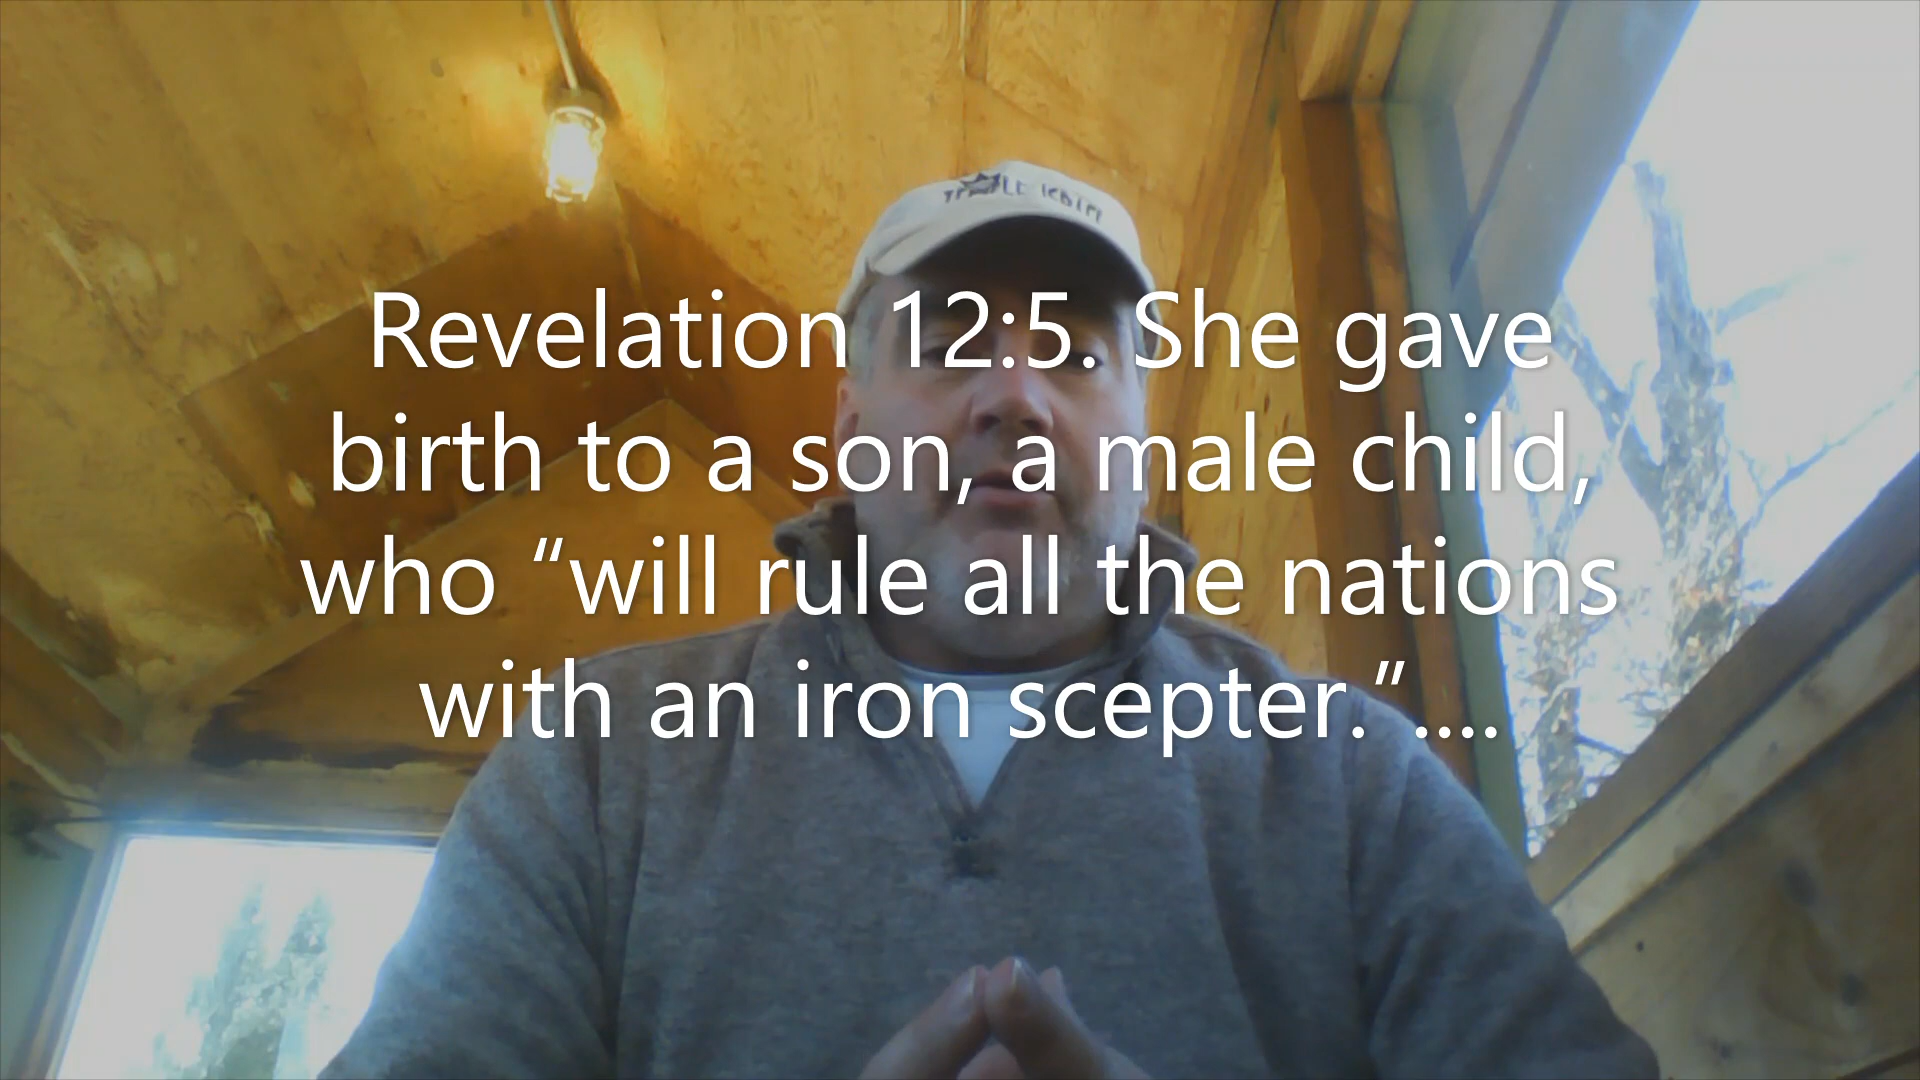 Revelation 12:5. She gave
birth to a son, a male child,
who “will rule all the nations
with an iron scepter.”....